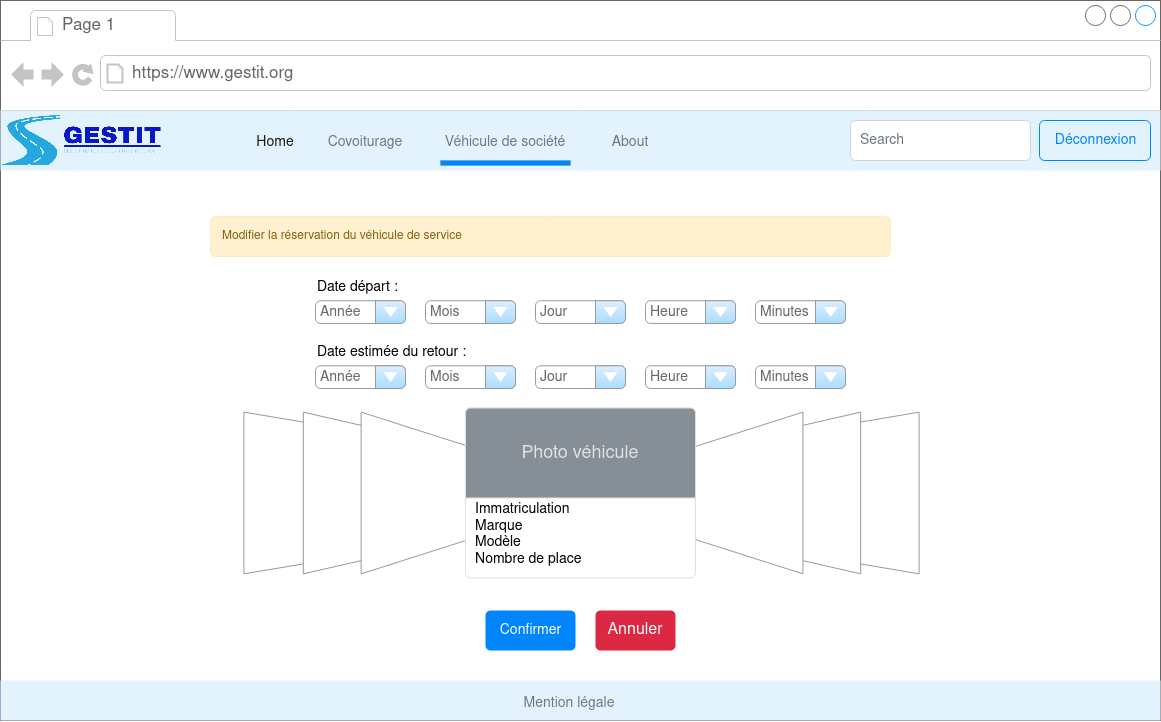 Page 1
https://www.gestit.org
GESTIT
Home Covoiturage Véhicule de société About Search Déconnexion
Modifier la réservation du véhicule de service
Date départ :
Année Mois Jour Heure Minutes
Date estimée du retour :
Année Mois Jour Heure Minutes
Photo véhicule
Immatriculation
Marque
Modèle
Nombre de place
Confirmer Annuler
Mention légale